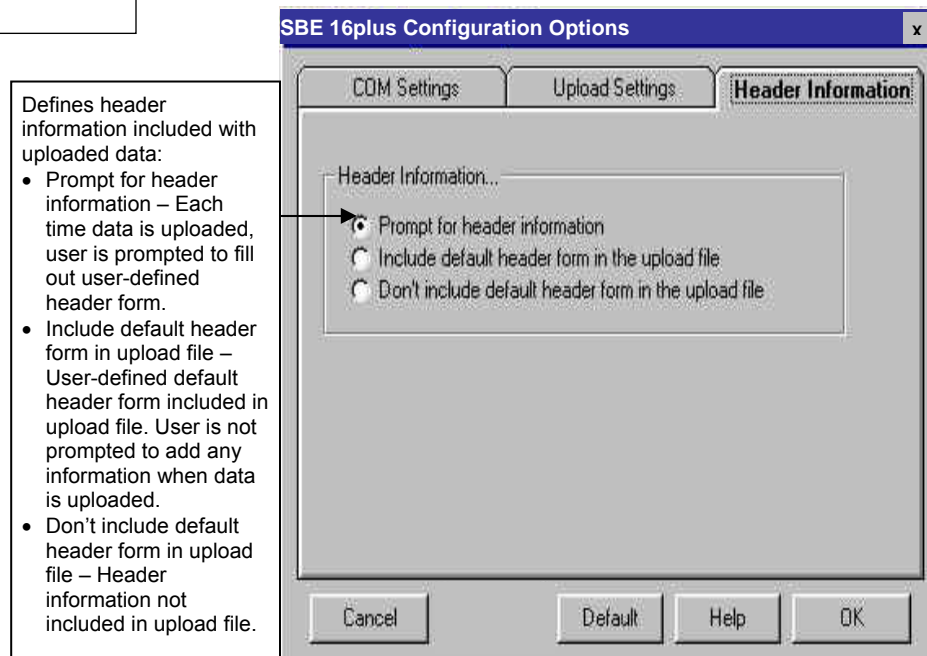 SBE 16plus Configuration Options
x
COM Settings
Upload Settings
Header Information
Defines header
information included with
uploaded data:
• Prompt for header
information – Each
time data is uploaded,
user is prompted to fill
out user-defined
header form.
• Include default header
form in upload file –
User-defined default
header form included in
upload file. User is not
prompted to add any
information when data
is uploaded.
• Don’t include default
header form in upload
file – Header
information not
included in upload file.
Header Information...
Prompt for header information
Include default header form in the upload file
Don't include default header form in the upload file
Cancel
Default
Help
OK